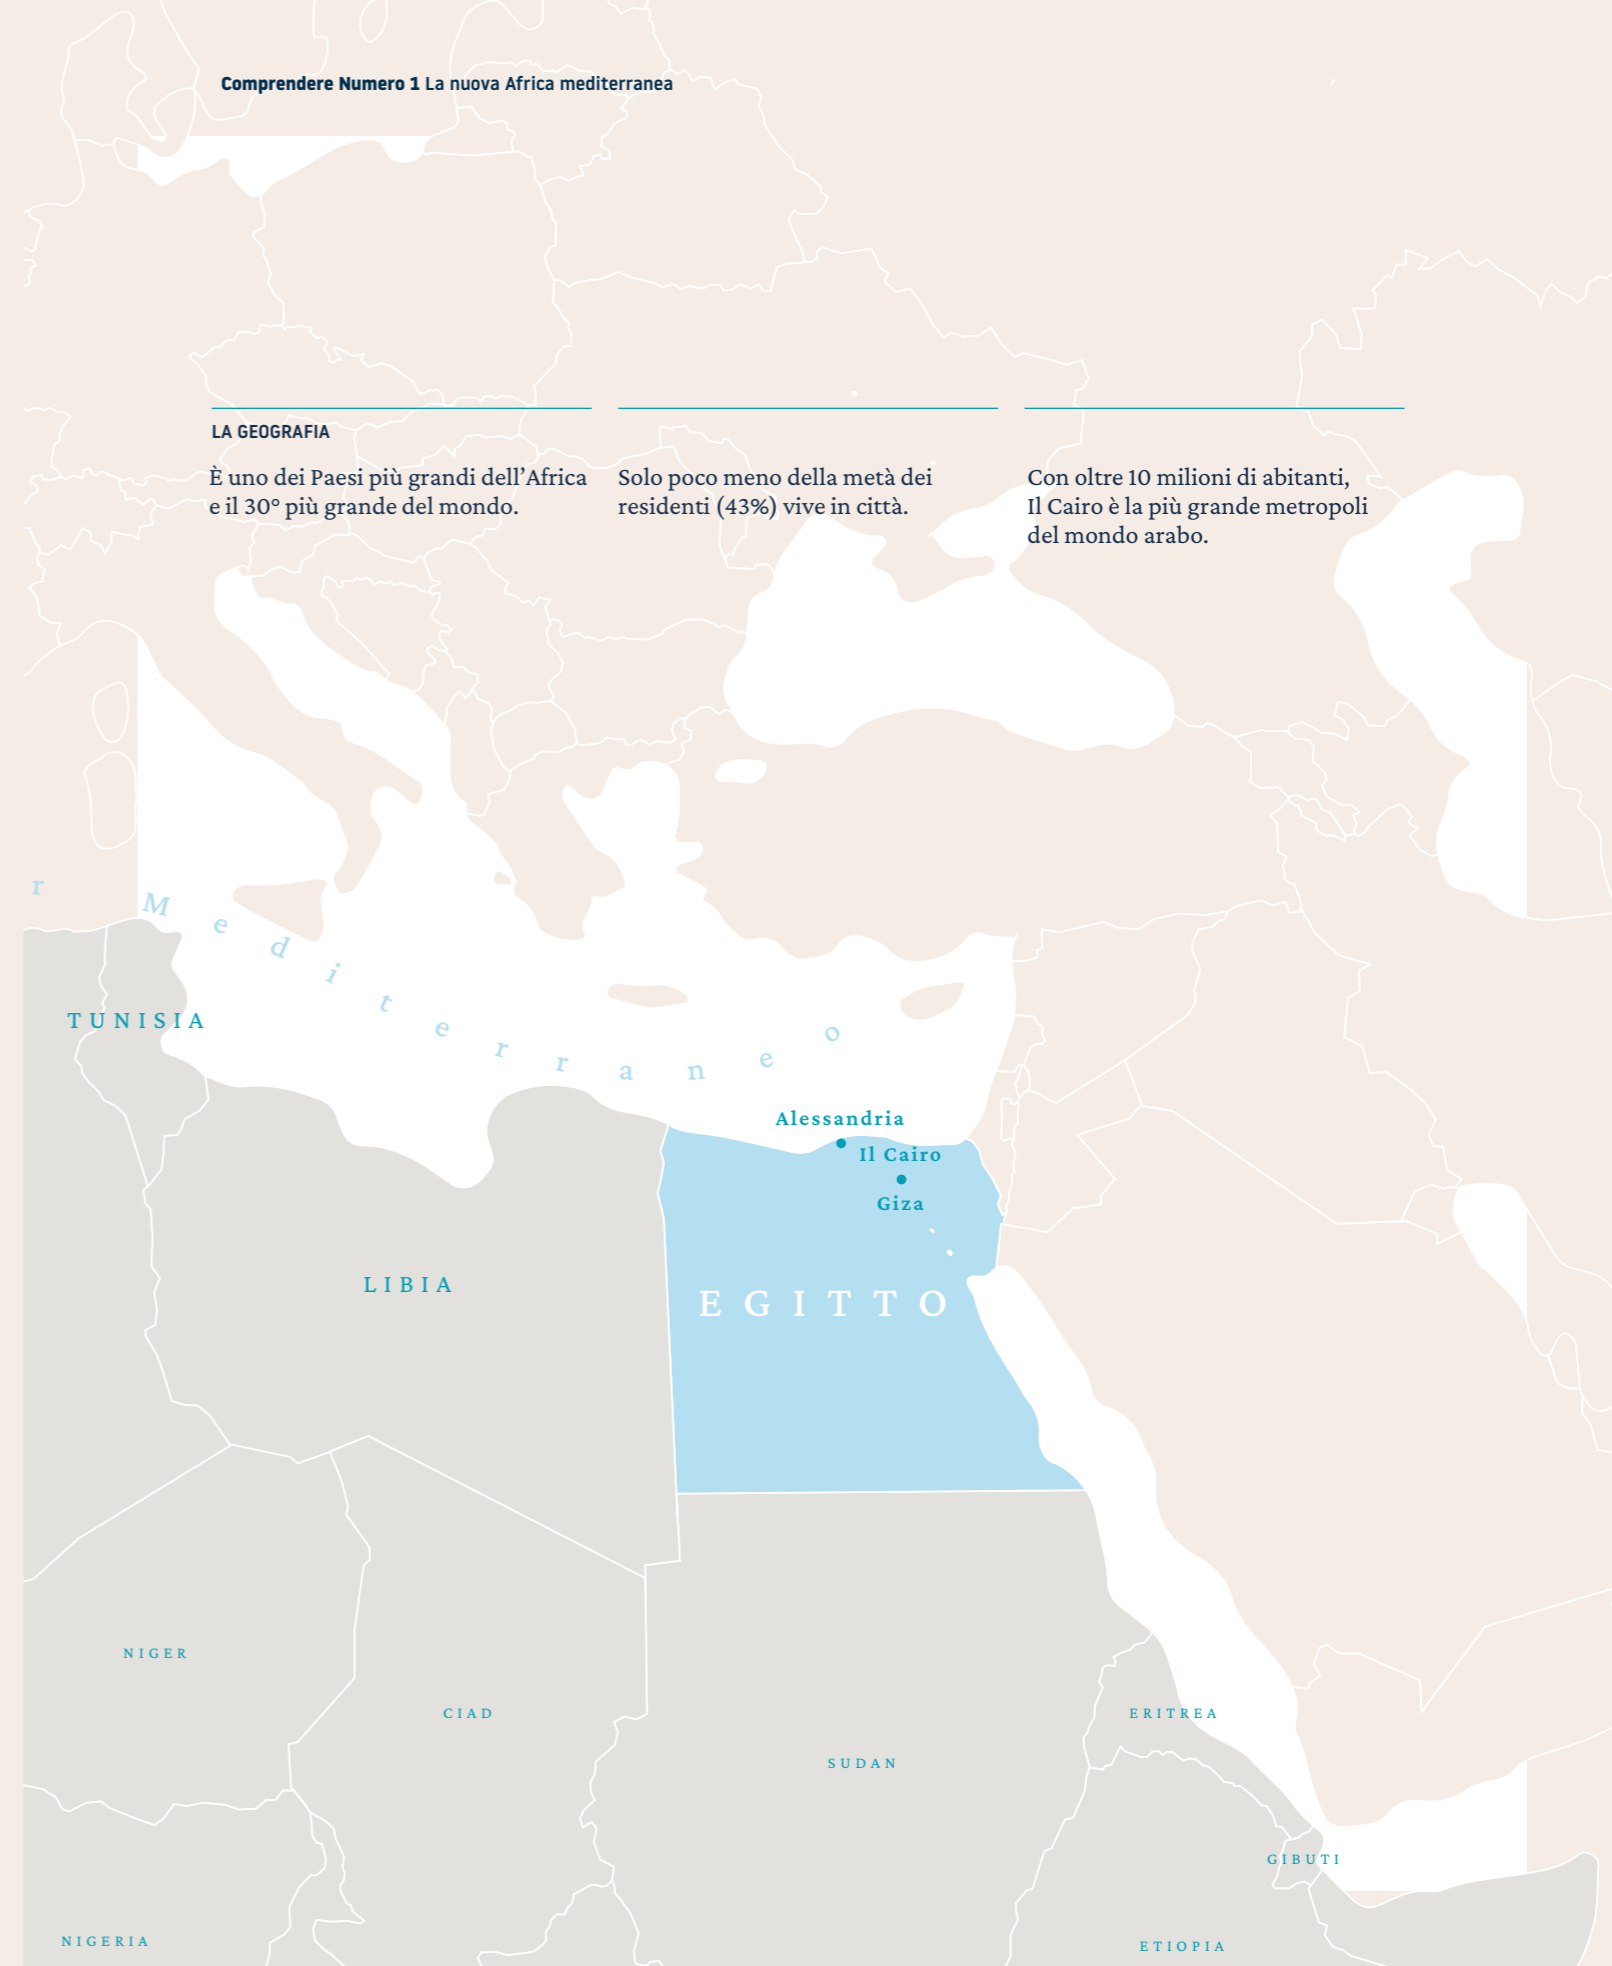 Comprendere Numero 1 La nuova Africa mediterranea
LA GEOGRAFIA
È uno dei Paesi più grandi dell’Africa
e il 30° più grande del mondo.
Solo poco meno della metà dei
residenti (43%) vive in città.
Con oltre 10 milioni di abitanti,
Il Cairo è la più grande metropoli
del mondo arabo.
r Mediterraneo
TUNISIA
Alessandria
Il Cairo
Giza
LIBIA
EGITTO
NIGER
CIAD
ERITREA
SUDAN
GIBUTI
NIGERIA
ETIOPIA